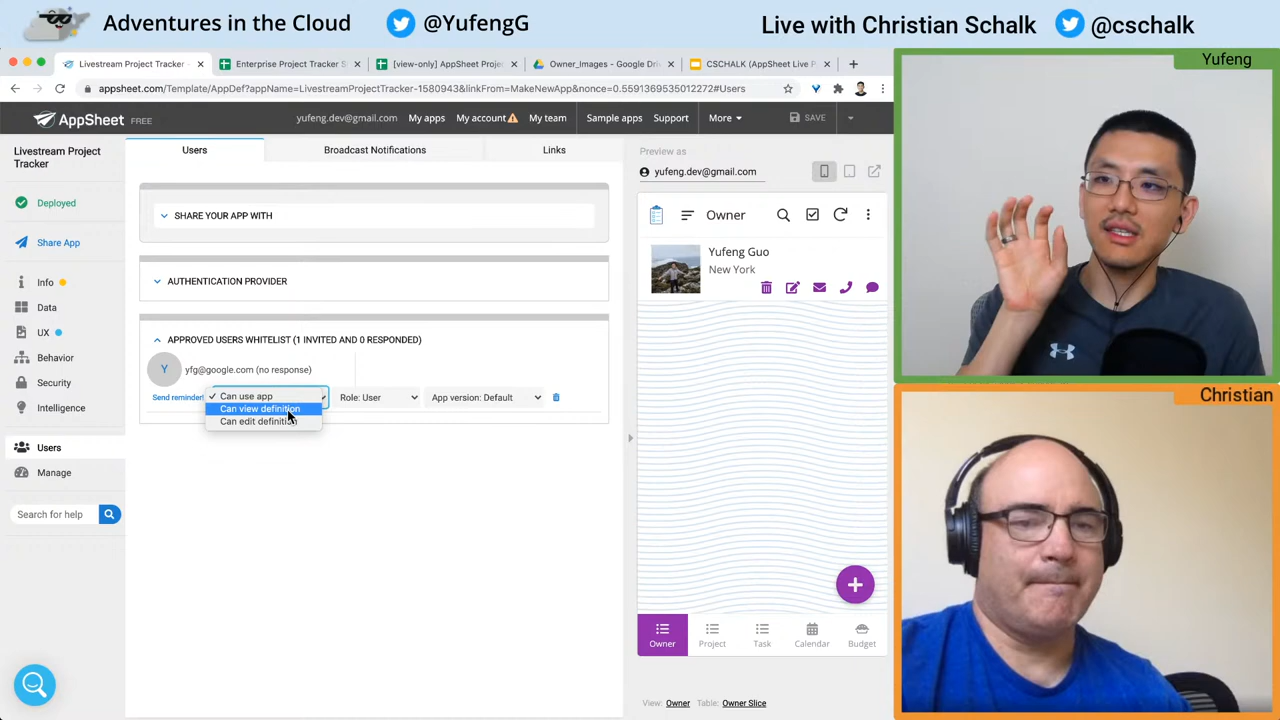 Adventures in the Cloud
@YufengG
Live with Christian Schalk
@cschalk
Livestream Project Tracker -
Enterprise Project Tracker S
[view-only] AppSheet Proje
Owner_Images - Google Dri
CSCHALK (AppSheet Live P
appsheet.com/Template/AppDef?appName=LivestreamProjectTracker-1580943&linkFrom=MakeNewApp&nonce=0.5591369535012272#Users
AppSheet FREE
yufeng.dev@gmail.com
My apps
My account
My team
Sample apps
Support
More
SAVE
Livestream Project
Tracker
Deployed
Share App
Info
Data
UX
Behavior
Security
Intelligence
Users
Manage
Search for help
Users
Broadcast Notifications
Links
SHARE YOUR APP WITH
AUTHENTICATION PROVIDER
APPROVED USERS WHITELIST (1 INVITED AND 0 RESPONDED)
Y
yfg@google.com (no response)
Send reminder
Can use app
Can view definition
Can edit definition
Role: User
App version: Default
Preview as
yufeng.dev@gmail.com
Owner
Yufeng Guo
New York
Owner
Project
Task
Calendar
Budget
View: Owner
Table: Owner Slice
Yufeng
Christian